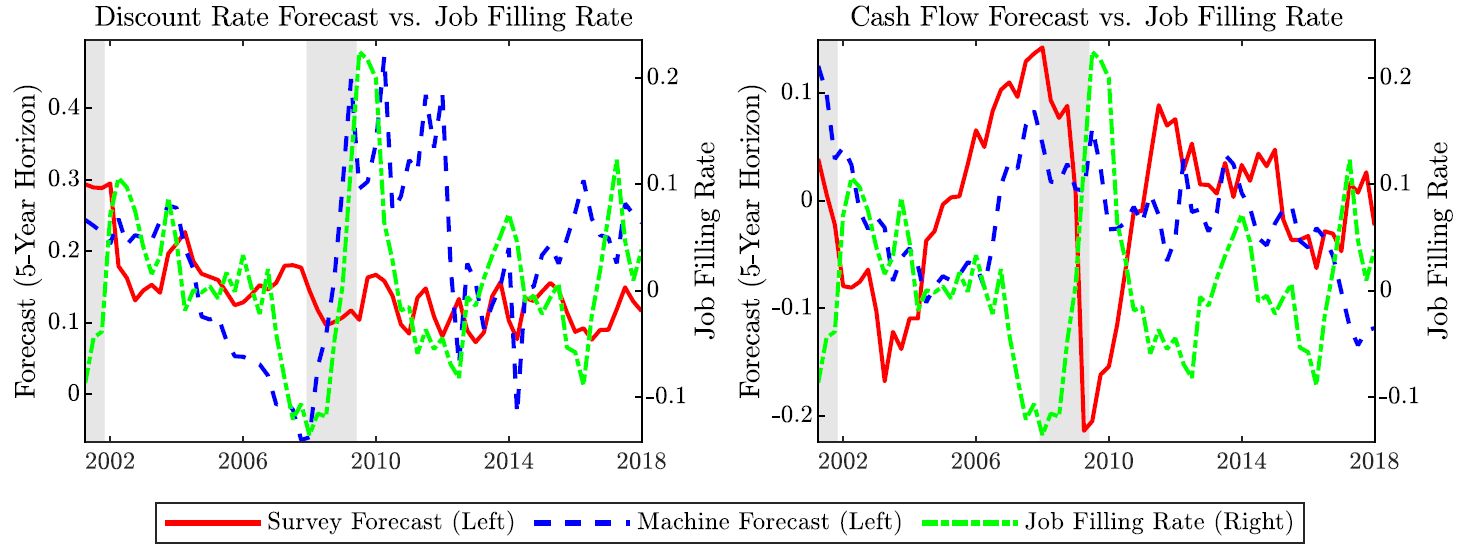 Discount Rate Forecast vs. Job Filling Rate
Forecast (5-Year Horizon)
0.4
0.3
0.2
0.1
0
0.2
0.1
0
-0.1
Job Filling Rate
2002 2006 2010 2014 2018
Cash Flow Forecast vs. Job Filling Rate
Forecast (5-Year Horizon)
0.1
0
-0.1
-0.2
0.2
0.1
0
-0.1
Job Filling Rate
2002 2006 2010 2014 2018
Survey Forecast (Left) Machine Forecast (Left) Job Filling Rate (Right)